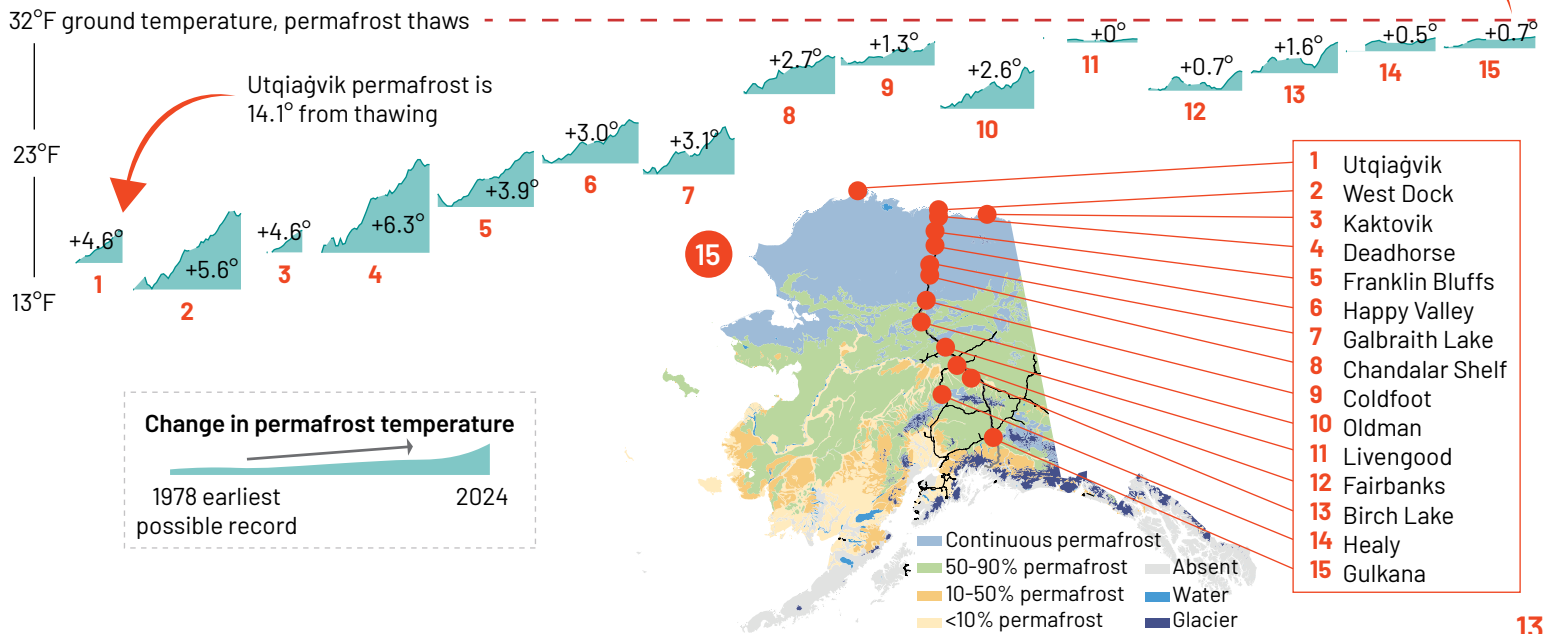 32°F ground temperature, permafrost thaws
Utqiaġvik permafrost is
14.1° from thawing
23°F
13°F
+4.6°
1
+5.6°
2
+4.6°
3
+6.3°
4
+3.9°
5
+3.0°
6
+3.1°
7
+2.7°
8
+1.3°
9
+2.6°
10
+0°
11
+0.7°
12
+1.6°
13
+0.5°
14
+0.7°
15
15
1 Utqiaġvik
2 West Dock
3 Kaktovik
4 Deadhorse
5 Franklin Bluffs
6 Happy Valley
7 Galbraith Lake
8 Chandalar Shelf
9 Coldfoot
10 Oldman
11 Livengood
12 Fairbanks
13 Birch Lake
14 Healy
15 Gulkana
Change in permafrost temperature
1978 earliest
possible record
2024
Continuous permafrost
50-90% permafrost
10-50% permafrost
<10% permafrost
Absent
Water
Glacier
13